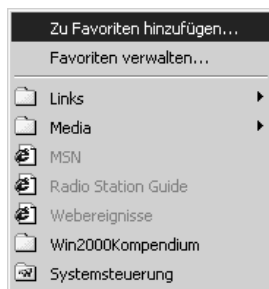 Zu Favoriten hinzufügen...
Favoriten verwalten...
Links
Media
MSN
Radio Station Guide
Webereignisse
Win2000Kompendium
Systemsteuerung